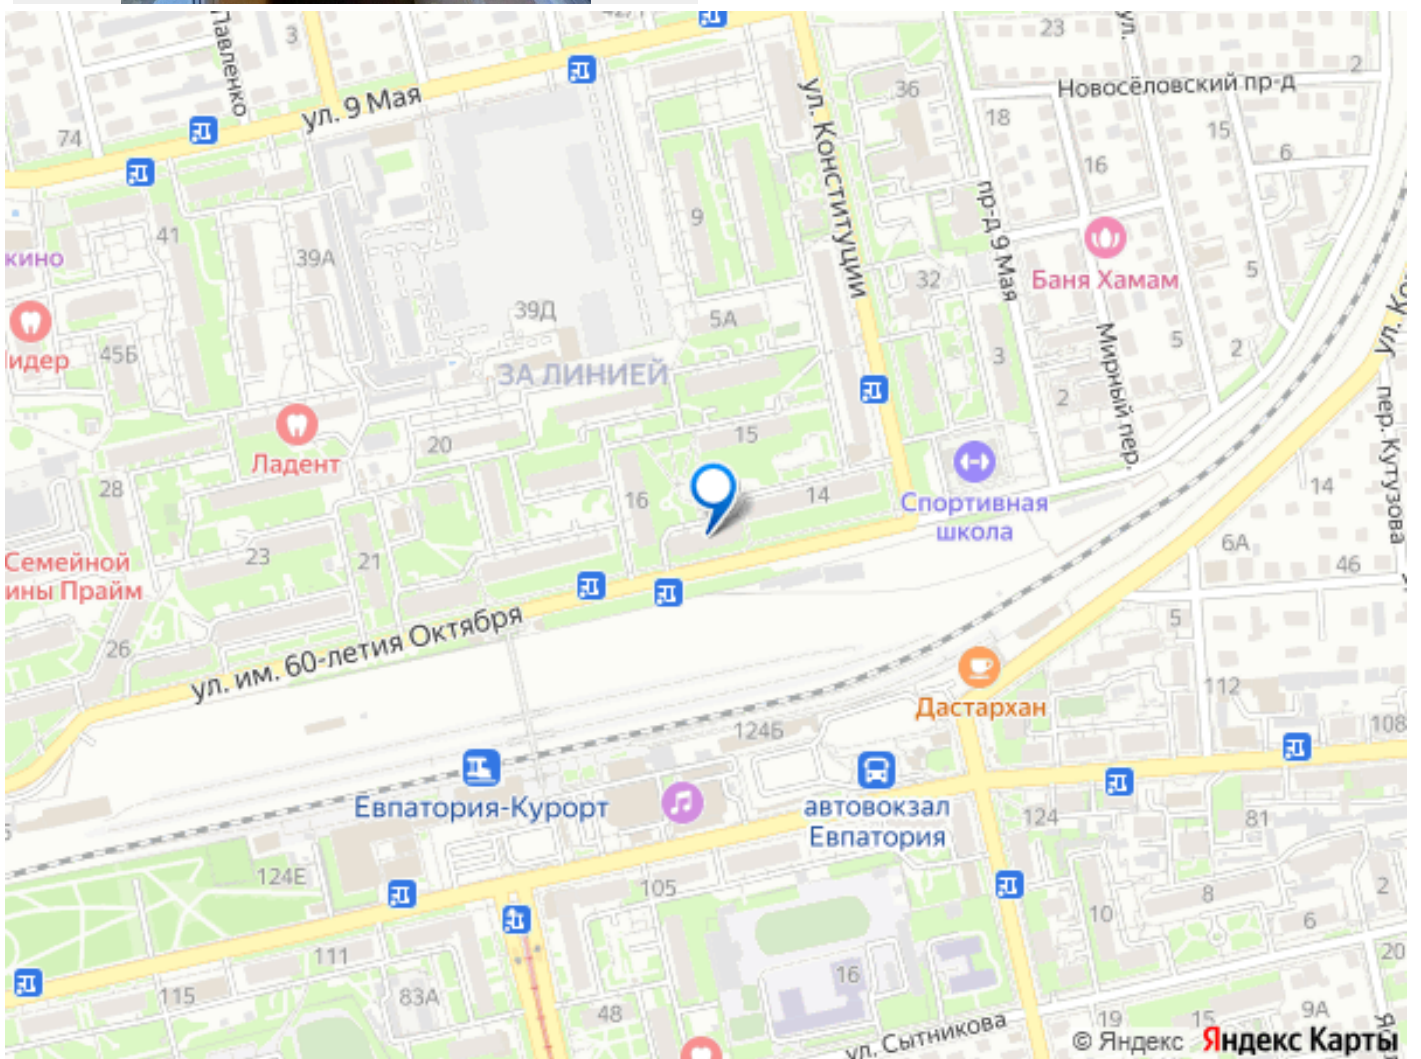 42/1
ул.
3
Павленко
23
2
Новосёловский пр-д
ул. 9 Мая
36
ул. Конституции
18
15
74
6
16
пр-д 9 Мая
9
41
кино
39А
32
5
Баня Хамам
39Д
5А
идер
45Б
ЗА ЛИНИЕЙ
3
5
2
Мирный пер.
2
пер. Кутузова
20
15
Ладент
28
16
14
Спортивная
школа
14
6А
46
Семейной
ины Прайм
23
21
5
26
ул. им. 60-летия Октября
112
Дастархан
124Б
108
Евпатория-Курорт
автовокзал
Евпатория
124
81
124Е
105
8
2
10
6
111
20
16
115
83А
48
ул. Сытникова
19
15
9А
© Яндекс Яндекс Карты